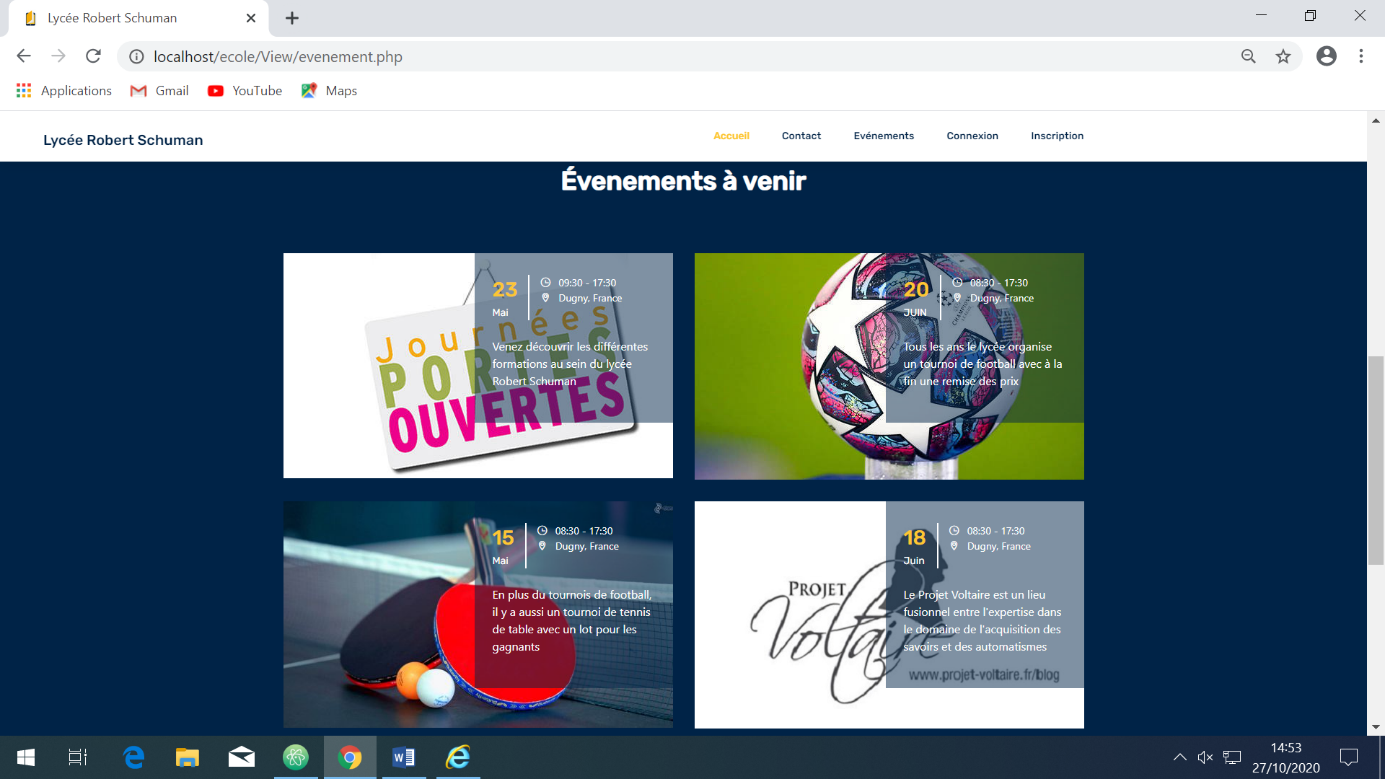 Lycée Robert Schuman
localhost/ecole/View/evenement.php
Applications
Gmail
YouTube
Maps
Lycée Robert Schuman
Accueil
Contact
Evénements
Connexion
Inscription
Évenements à venir
23
Mai
09:30 - 17:30
Dugny, France
Venez découvrir les différentes
formations au sein du lycée
Robert Schuman
Journées
PORTES
OUVERTES
20
JUIN
08:30 - 17:30
Dugny, France
Tous les ans le lycée organise
un tournoi de football avec à la
fin une remise des prix
15
Mai
08:30 - 17:30
Dugny, France
En plus du tournois de football,
il y a aussi un tournoi de tennis
de table avec un lot pour les
gagnants
18
Juin
08:30 - 17:30
Dugny, France
Le Projet Voltaire est un lieu
fusionnel entre l'expertise dans
le domaine de l'acquisition des
savoirs et des automatismes
PROJET
Voltaire
www.projet-voltaire.fr/blog
14:53
27/10/2020